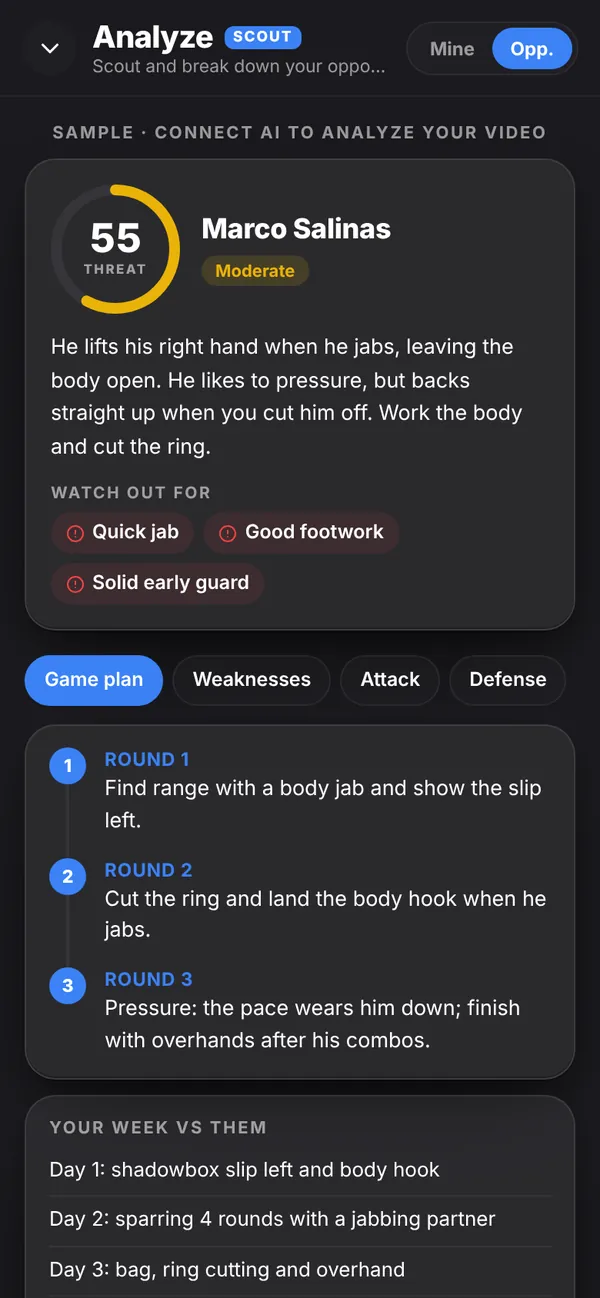 Analyze SCOUT
Scout and break down your oppo...
Mine Opp.
SAMPLE · CONNECT AI TO ANALYZE YOUR VIDEO
55
THREAT
Marco Salinas
Moderate
He lifts his right hand when he jabs, leaving the
body open. He likes to pressure, but backs
straight up when you cut him off. Work the body
and cut the ring.
WATCH OUT FOR
Quick jab Good footwork
Solid early guard
Game plan Weaknesses Attack Defense
1 ROUND 1
Find range with a body jab and show the slip
left.
2 ROUND 2
Cut the ring and land the body hook when he
jabs.
3 ROUND 3
Pressure: the pace wears him down; finish
with overhands after his combos.
YOUR WEEK VS THEM
Day 1: shadowbox slip left and body hook
Day 2: sparring 4 rounds with a jabbing partner
Day 3: bag, ring cutting and overhand